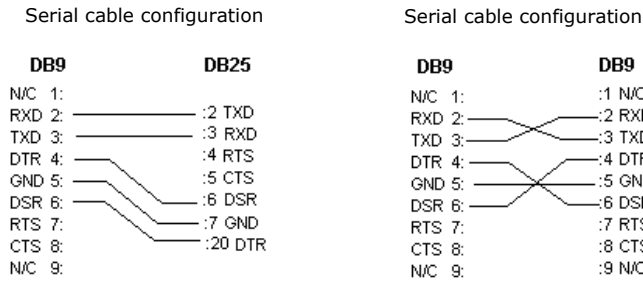 Serial cable configuration
DB9 DB25
N/C 1:
RXD 2: :2 TXD
TXD 3: :3 RXD
DTR 4: :4 RTS
GND 5: :5 CTS
DSR 6: :6 DSR
RTS 7: :7 GND
CTS 8: :20 DTR
N/C 9:
Serial cable configuration
DB9 DB9
N/C 1: :1 N/C
RXD 2: :2 RXD
TXD 3: :3 TXD
DTR 4: :4 DTR
GND 5: :5 GN
DSR 6: :6 DSR
RTS 7: :7 RTS
CTS 8: :8 CTS
N/C 9: :9 N/C